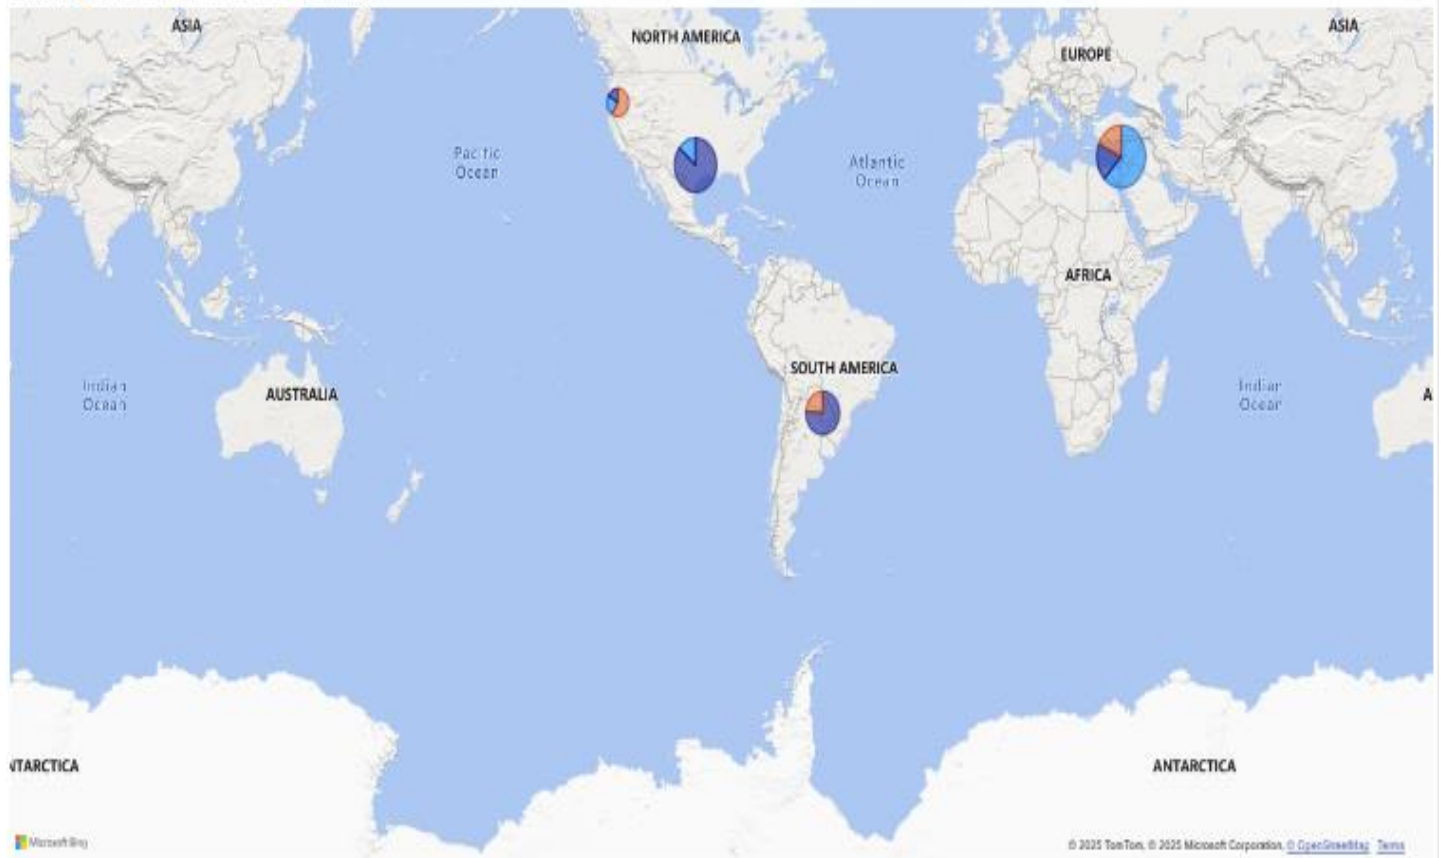 ASIA
NORTH AMERICA
EUROPE
ASIA
Pacific
Ocean
Atlantic
Ocean
AFRICA
SOUTH AMERICA
Indian
Ocean
AUSTRALIA
Indian
Ocean
A
NTARCTICA
ANTARCTICA
Microsoft Bing
© 2025 TomTom, © 2025 Microsoft Corporation, © OpenStreetMap Terms